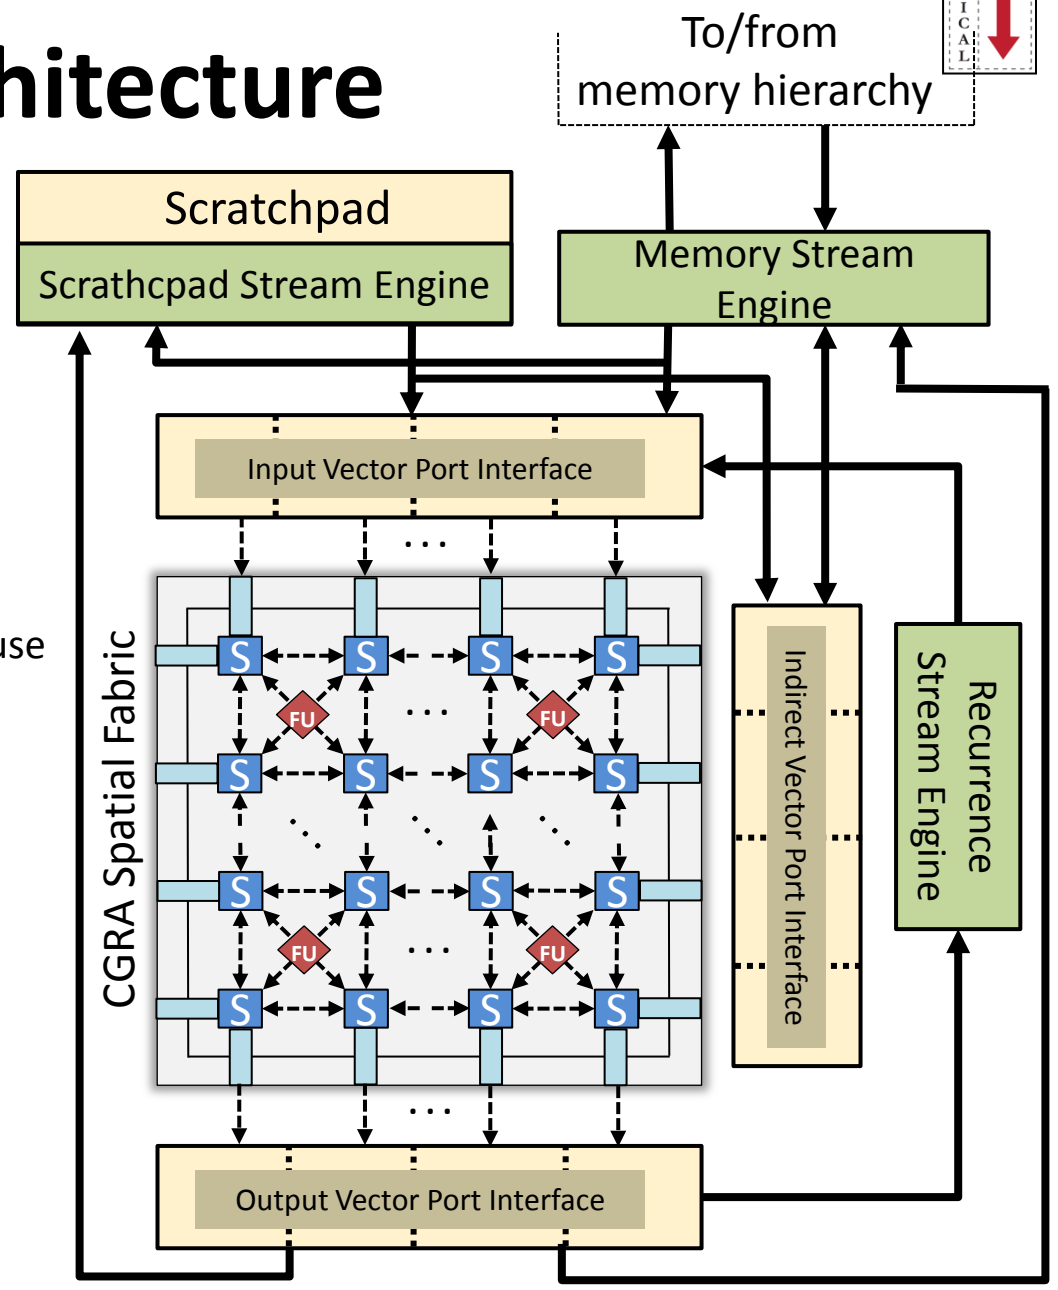 hitecture
To/from
memory hierarchy
I
C
A
L
Scratchpad
Scrathcpad Stream Engine
Memory Stream
Engine
Input Vector Port Interface
. . .
use
CGRA Spatial Fabric
S S S S
FU . . . FU
S S S S
S S S S
FU . . . FU
S S S S
Indirect Vector Port Interface
Recurrence
Stream Engine
. . .
Output Vector Port Interface